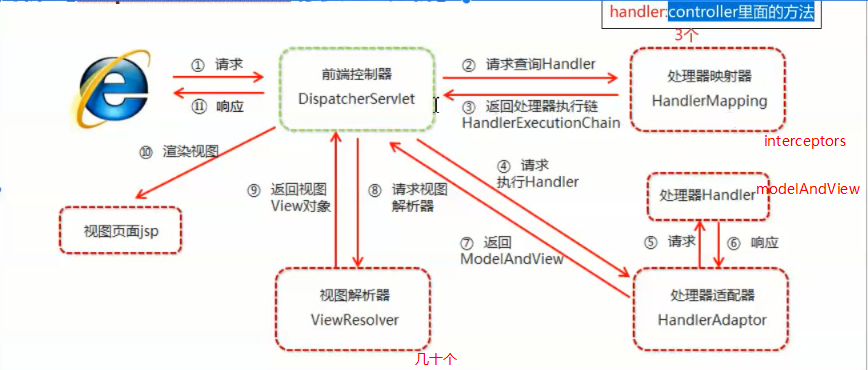 handler:controller里面的方法
3个
① 请求
⑪ 响应
前端控制器
DispatcherServlet
② 请求查询Handler
③ 返回处理器执行链
HandlerExecutionChain
处理器映射器
HandlerMapping
interceptors
⑩ 渲染视图
视图页面jsp
⑨ 返回视图
View对象
⑧ 请求视图
解析器
④ 请求
执行Handler
⑦ 返回
ModelAndView
处理器Handler
modelAndView
⑤ 请求
⑥ 响应
视图解析器
ViewResolver
处理器适配器
HandlerAdaptor
几十个